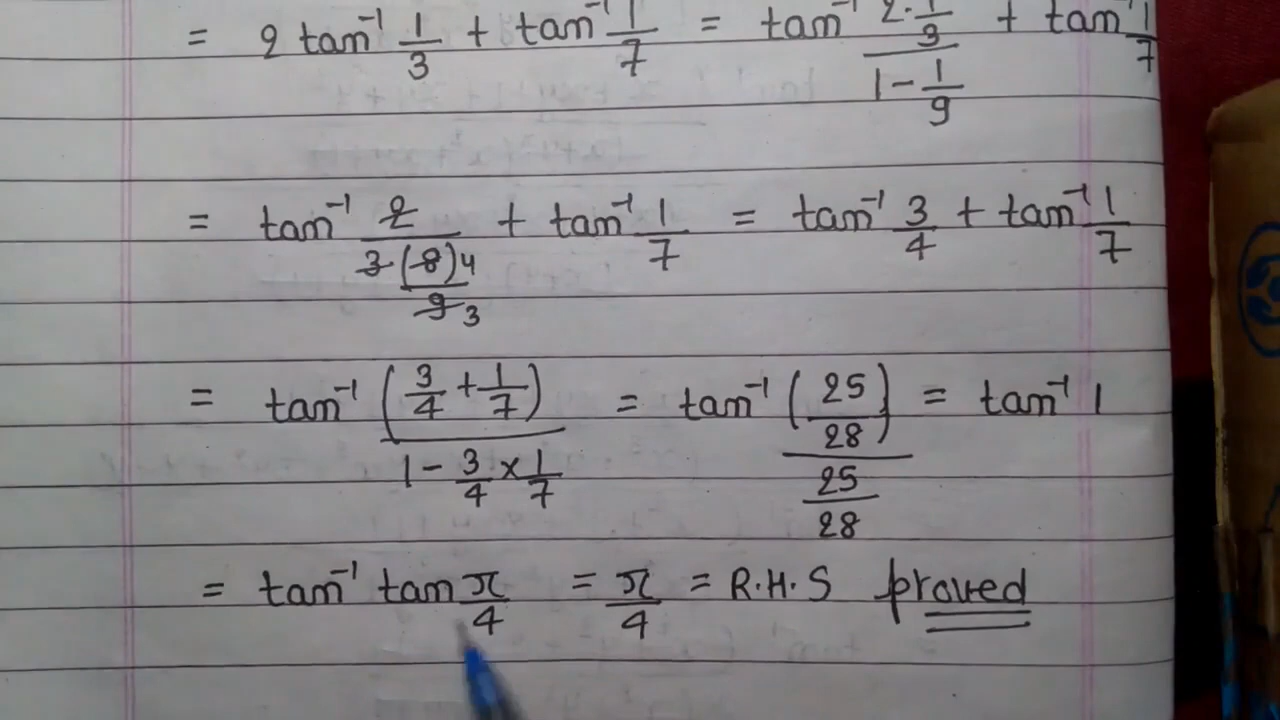 = 2 tan⁻¹ 1/3 + tan⁻¹ 1/7 = tan⁻¹ (2·1/3)/(1 − 1/9) + tan⁻¹ 1/7
= tan⁻¹ 2/(3(8)4/9 3) + tan⁻¹ 1/7 = tan⁻¹ 3/4 + tan⁻¹ 1/7
= tan⁻¹ (3/4 + 1/7)/(1 − 3/4 × 1/7) = tan⁻¹ (25/28)/(25/28) = tan⁻¹ 1
= tan⁻¹ tan π/4 = π/4 = R.H.S proved